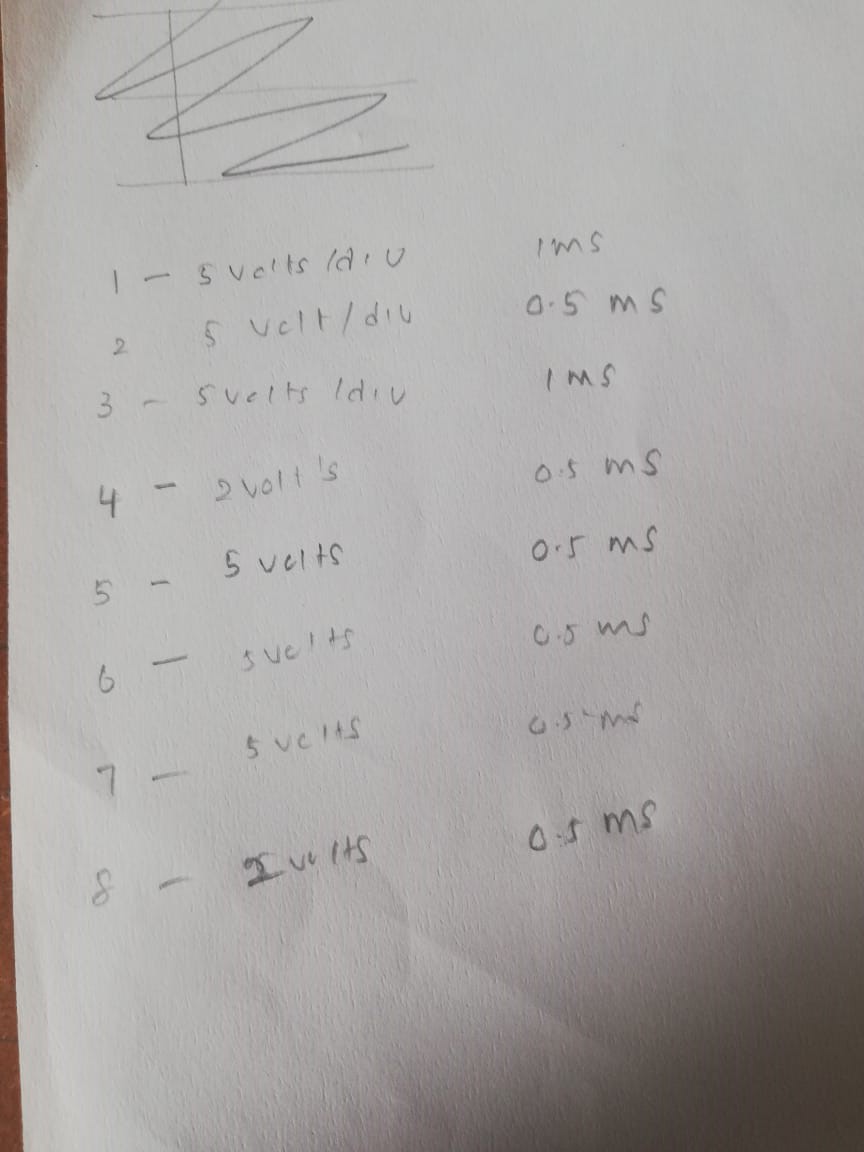 1 - 5 volts/div 1ms
2 5 volt/div 0.5 ms
3 - 5 volts/div 1ms
4 - 2 volt's 0.5 ms
5 - 5 volts 0.5 ms
6 - 5 volts 0.5 ms
7 - 5 volts 0.5 ms
8 - volts 0.5 ms